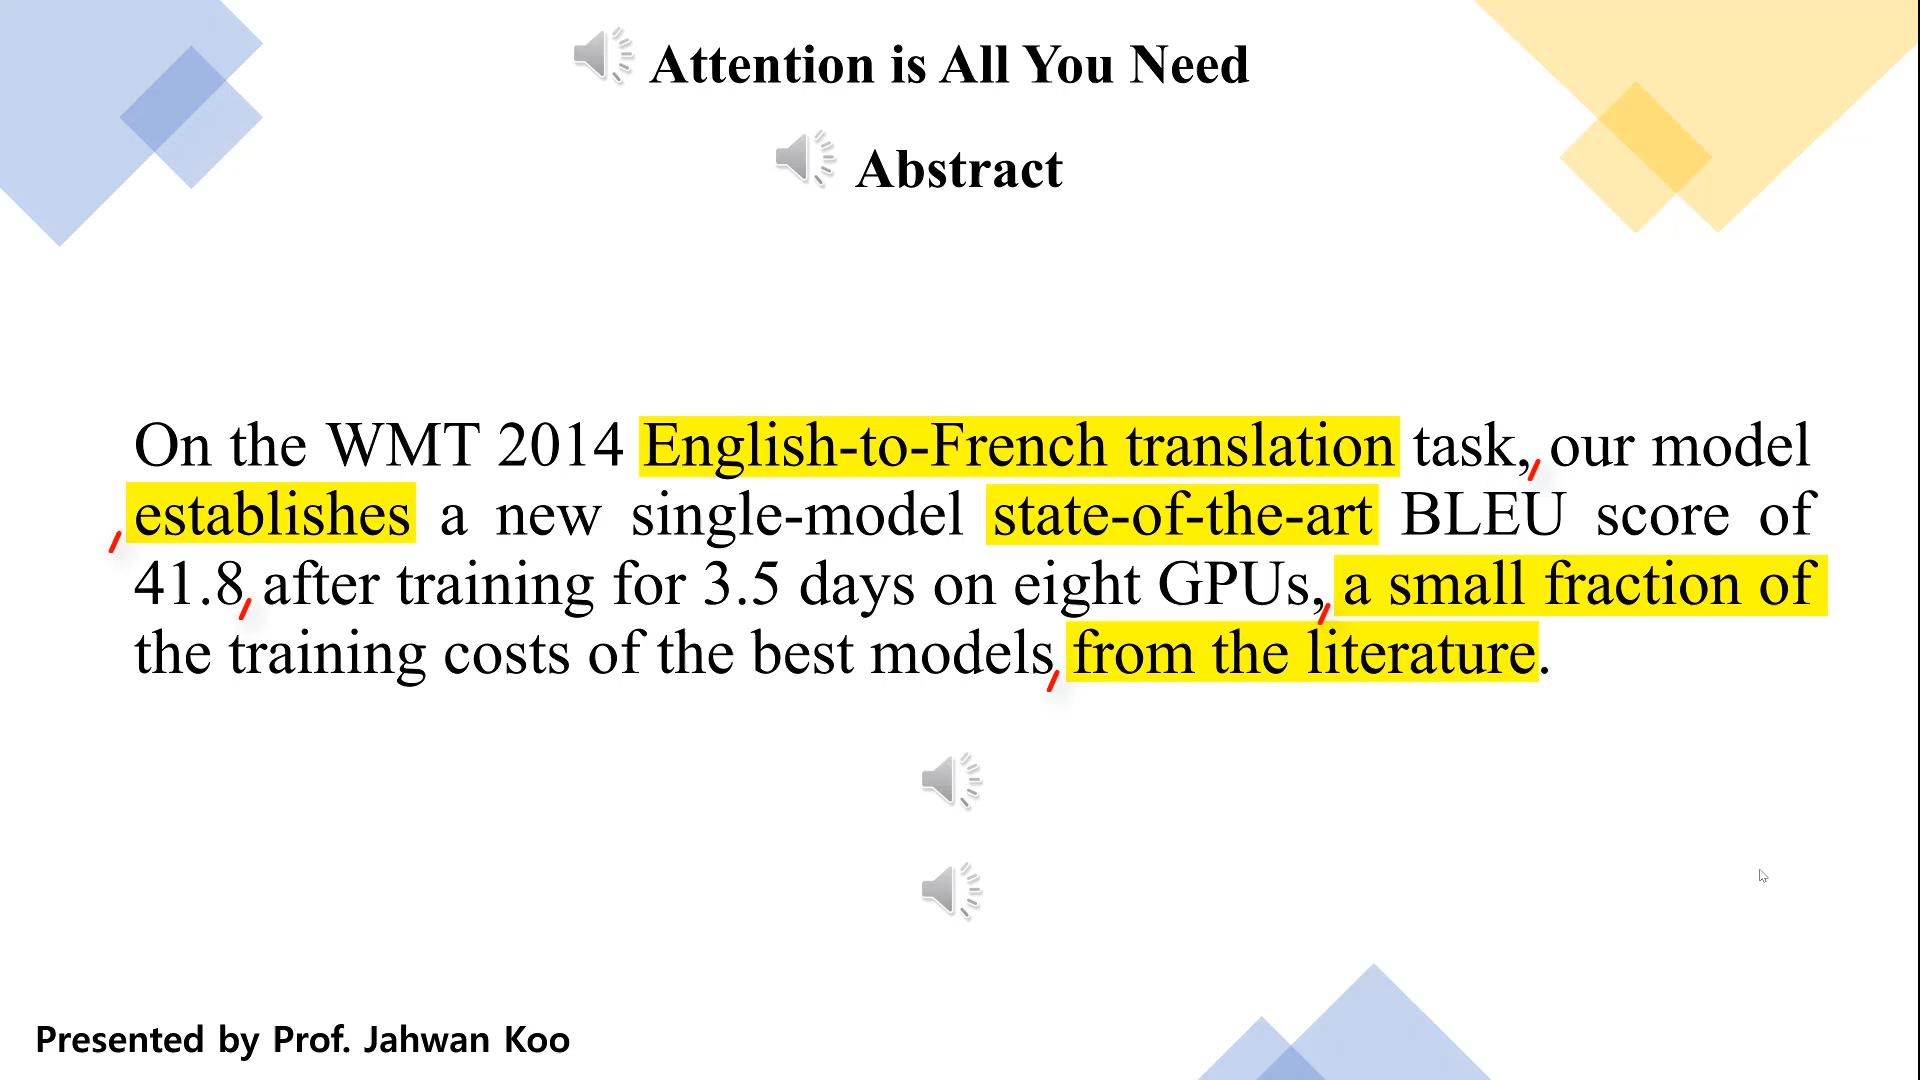 Attention is All You Need
Abstract
On the WMT 2014 English-to-French translation task, our model
establishes a new single-model state-of-the-art BLEU score of
41.8 after training for 3.5 days on eight GPUs, a small fraction of
the training costs of the best models from the literature.
Presented by Prof. Jahwan Koo